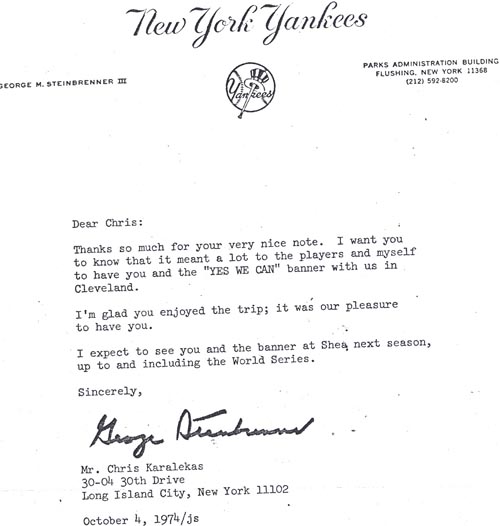 New York Yankees
GEORGE M. STEINBRENNER III
PARKS ADMINISTRATION BUILDING
FLUSHING, NEW YORK 11368
(212) 592-8200
Yankees
Dear Chris:
Thanks so much for your very nice note. I want you
to know that it meant a lot to the players and myself
to have you and the "YES WE CAN" banner with us in
Cleveland.
I'm glad you enjoyed the trip; it was our pleasure
to have you.
I expect to see you and the banner at Shea next season,
up to and including the World Series.
Sincerely,
George Steinbrenner
Mr. Chris Karalekas
30-04 30th Drive
Long Island City, New York 11102
October 4, 1974/js